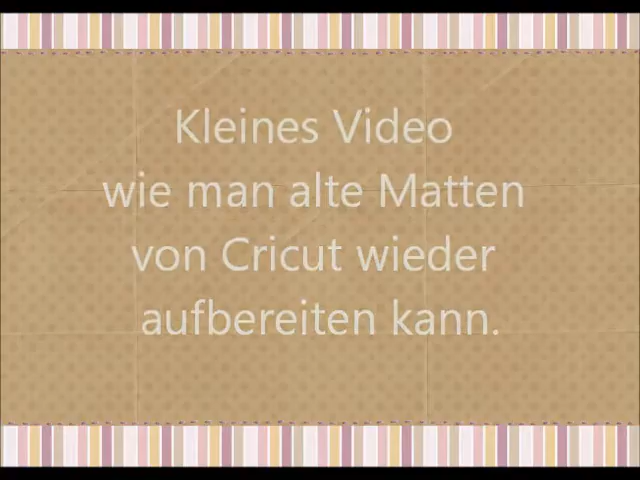 Kleines Video
wie man alte Matten
von Cricut wieder
aufbereiten kann.